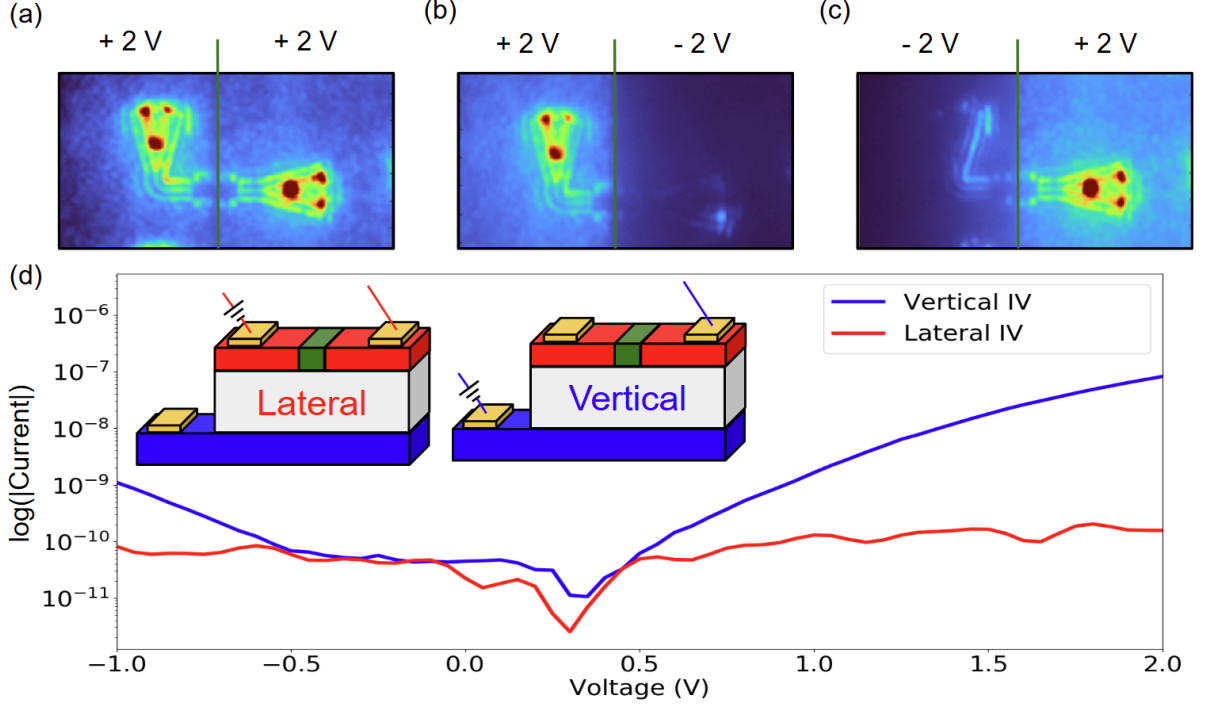 (a)
+ 2 V + 2 V
(b)
+ 2 V - 2 V
(c)
- 2 V + 2 V
(d)
log(|Current|)
10⁻⁶
10⁻⁷
10⁻⁸
10⁻⁹
10⁻¹⁰
10⁻¹¹
Lateral
Vertical
Vertical IV
Lateral IV
−1.0 −0.5 0.0 0.5 1.0 1.5 2.0
Voltage (V)